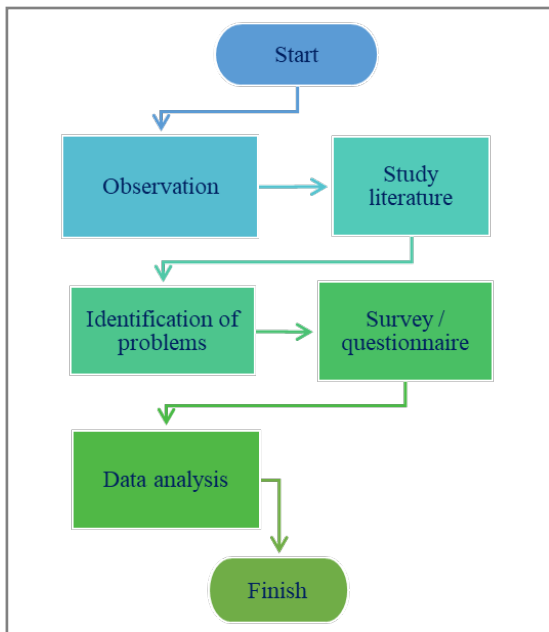 Start
Observation
Study
literature
Identification of
problems
Survey /
questionnaire
Data analysis
Finish